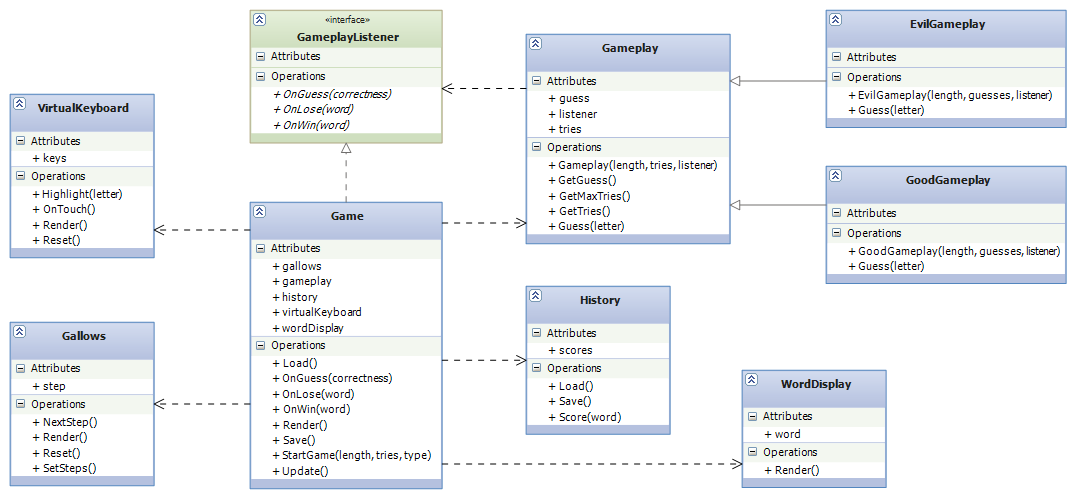 «interface»
GameplayListener
Attributes
Operations
+ OnGuess(correctness)
+ OnLose(word)
+ OnWin(word)
VirtualKeyboard
Attributes
+ keys
Operations
+ Highlight(letter)
+ OnTouch()
+ Render()
+ Reset()
Gameplay
Attributes
+ guess
+ listener
+ tries
Operations
+ Gameplay(length, tries, listener)
+ GetGuess()
+ GetMaxTries()
+ GetTries()
+ Guess(letter)
EvilGameplay
Attributes
Operations
+ EvilGameplay(length, guesses, listener)
+ Guess(letter)
GoodGameplay
Attributes
Operations
+ GoodGameplay(length, guesses, listener)
+ Guess(letter)
Game
Attributes
+ gallows
+ gameplay
+ history
+ virtualKeyboard
+ wordDisplay
Operations
+ Load()
+ OnGuess(correctness)
+ OnLose(word)
+ OnWin(word)
+ Render()
+ Save()
+ StartGame(length, tries, type)
+ Update()
Gallows
Attributes
+ step
Operations
+ NextStep()
+ Render()
+ Reset()
+ SetSteps()
History
Attributes
+ scores
Operations
+ Load()
+ Save()
+ Score(word)
WordDisplay
Attributes
+ word
Operations
+ Render()